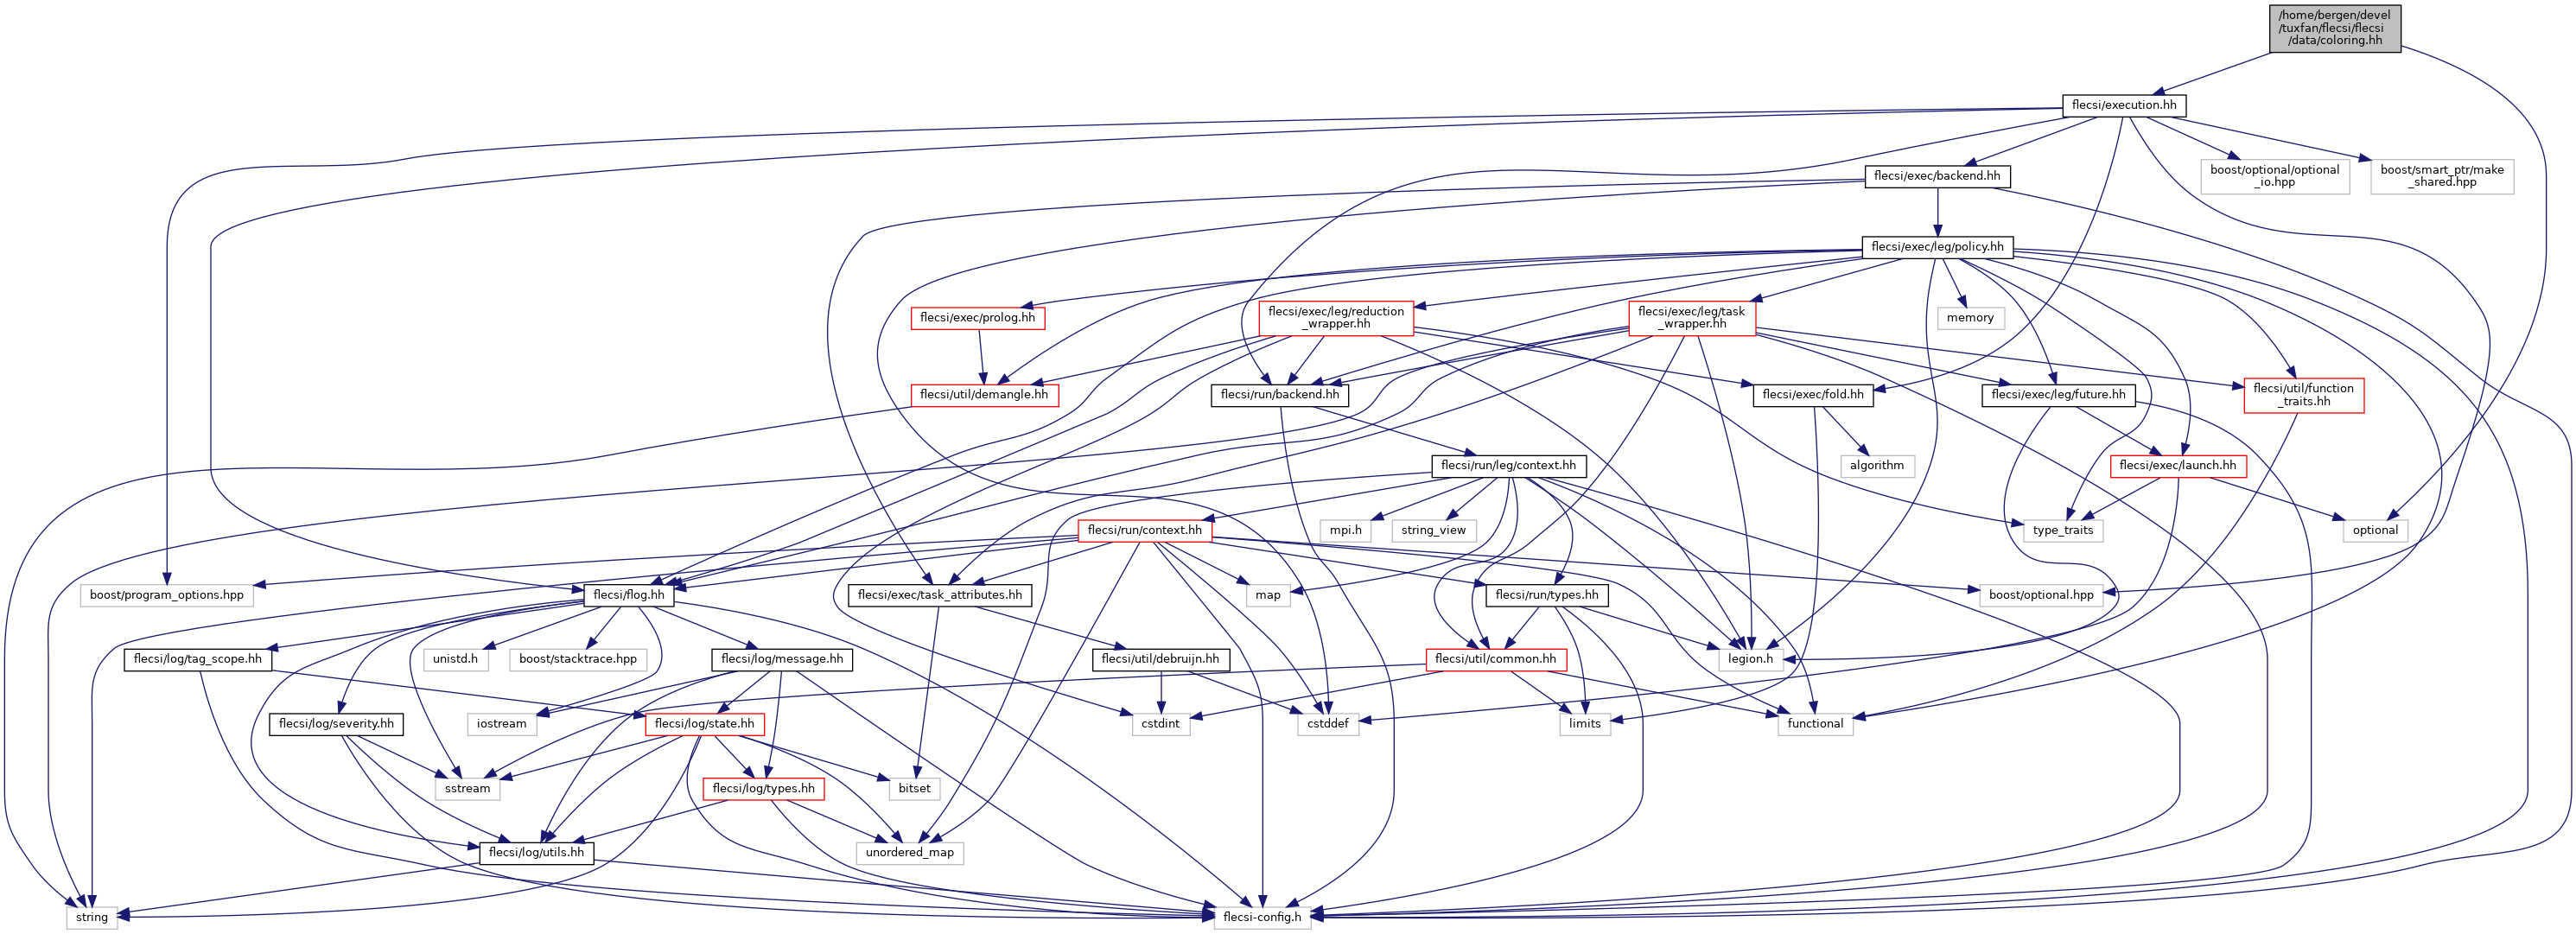 /home/bergen/devel
/tuxfan/flecsi/flecsi
/data/coloring.hh
flecsi/execution.hh
flecsi/exec/backend.hh
boost/optional/optional
_io.hpp
boost/smart_ptr/make
_shared.hpp
flecsi/exec/leg/policy.hh
flecsi/exec/prolog.hh
flecsi/exec/leg/reduction
_wrapper.hh
flecsi/exec/leg/task
_wrapper.hh
memory
flecsi/util/demangle.hh
flecsi/run/backend.hh
flecsi/exec/fold.hh
flecsi/exec/leg/future.hh
flecsi/util/function
_traits.hh
flecsi/run/leg/context.hh
algorithm
flecsi/exec/launch.hh
flecsi/run/context.hh
mpi.h
string_view
type_traits
optional
boost/program_options.hpp
flecsi/flog.hh
flecsi/exec/task_attributes.hh
map
flecsi/run/types.hh
boost/optional.hpp
flecsi/log/tag_scope.hh
unistd.h
boost/stacktrace.hpp
flecsi/log/message.hh
flecsi/util/debruijn.hh
flecsi/util/common.hh
legion.h
flecsi/log/severity.hh
iostream
flecsi/log/state.hh
cstdint
cstddef
limits
functional
sstream
flecsi/log/types.hh
bitset
flecsi/log/utils.hh
unordered_map
string
flecsi-config.h